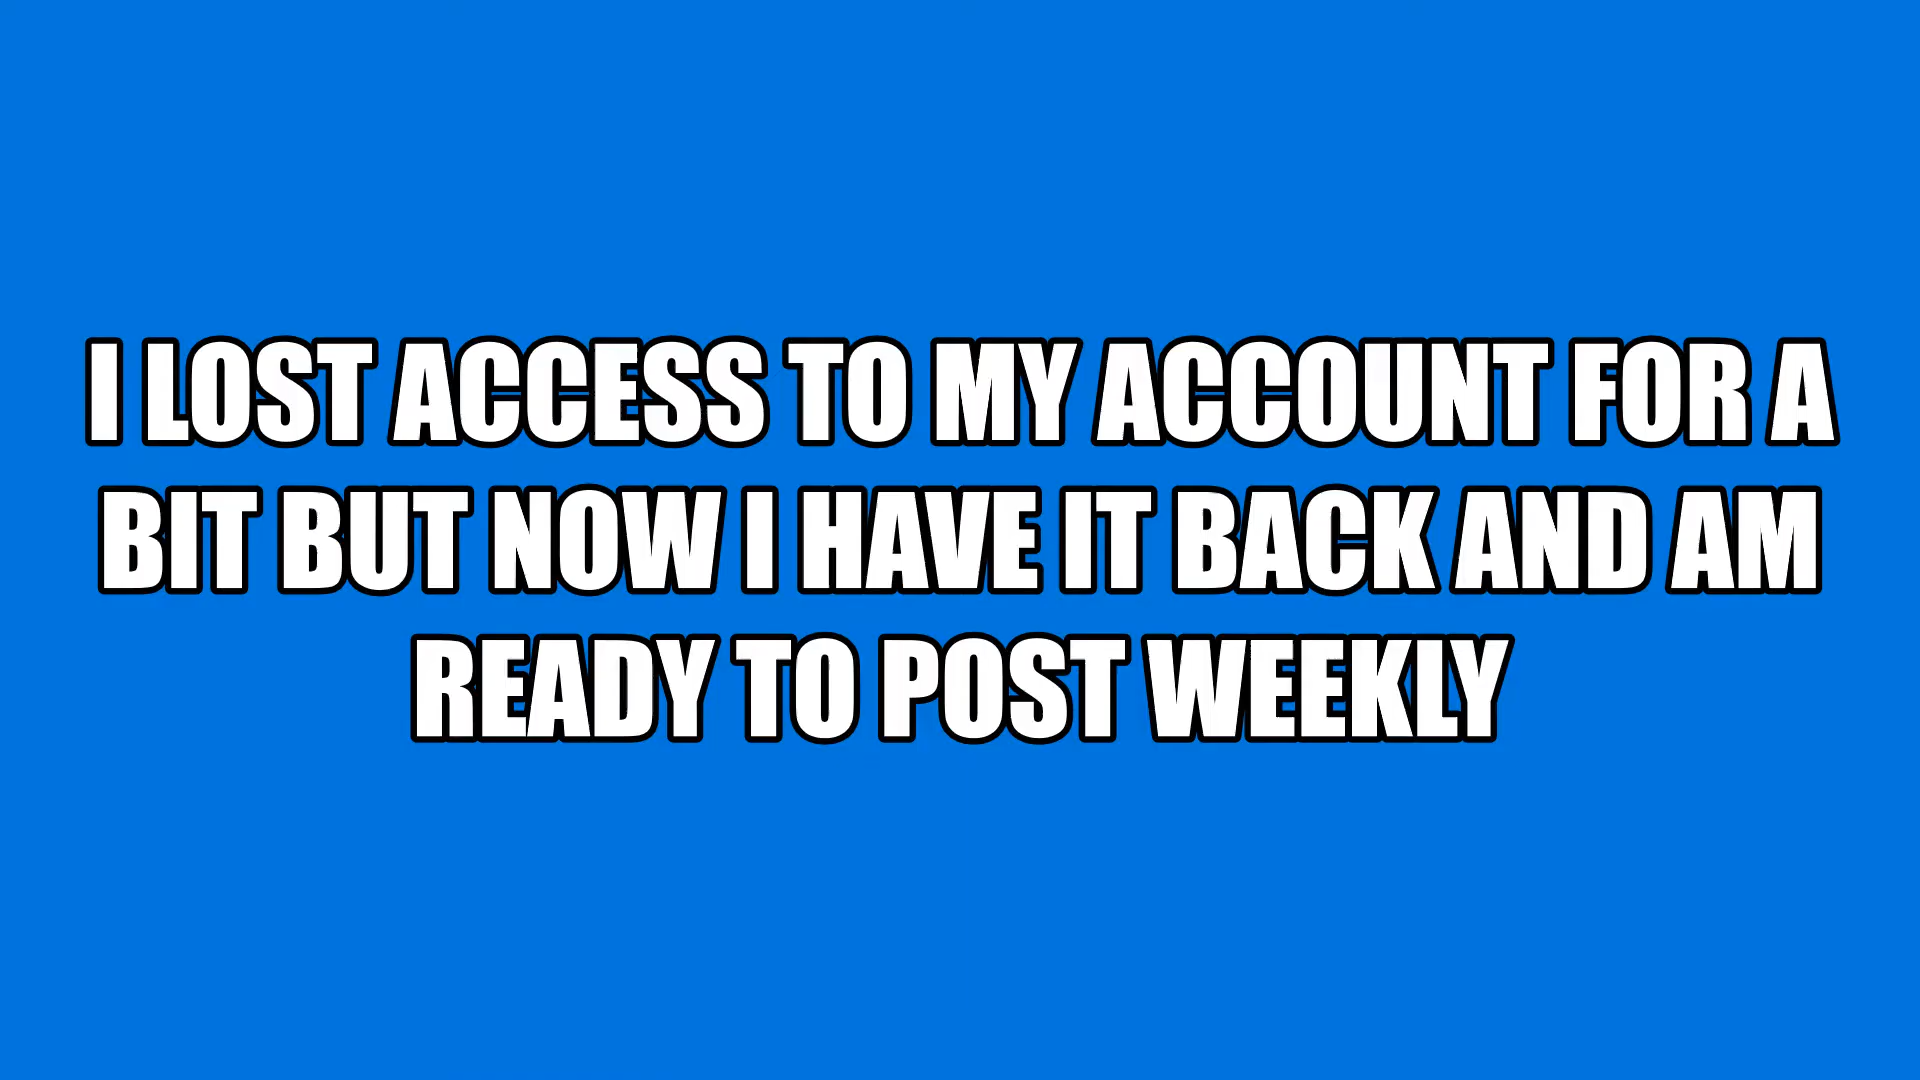 I LOST ACCESS TO MY ACCOUNT FOR A
BIT BUT NOW I HAVE IT BACK AND AM
READY TO POST WEEKLY